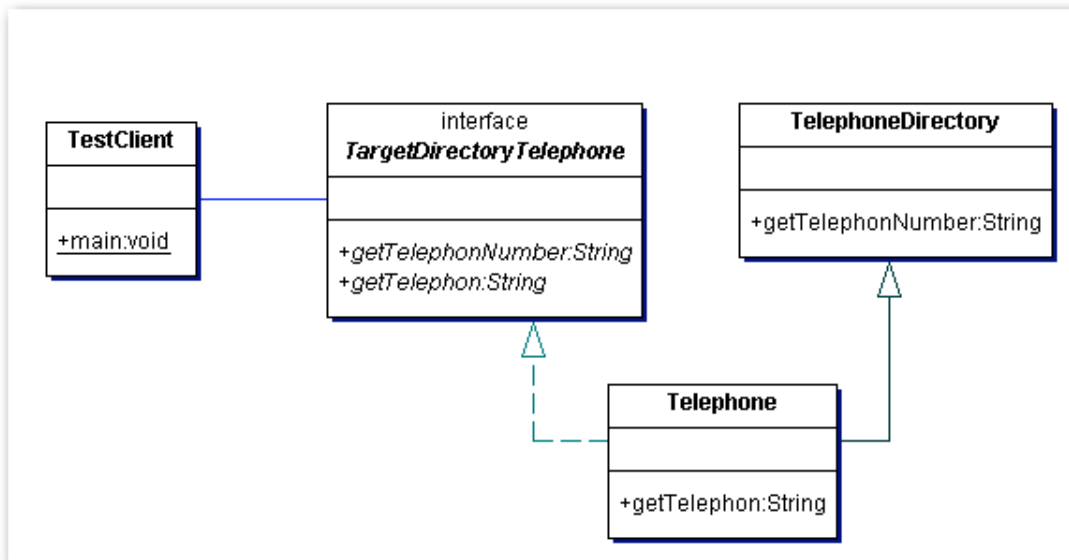 TestClient
+main:void
interface
TargetDirectoryTelephone
+getTelephonNumber:String
+getTelephon:String
TelephoneDirectory
+getTelephonNumber:String
Telephone
+getTelephon:String